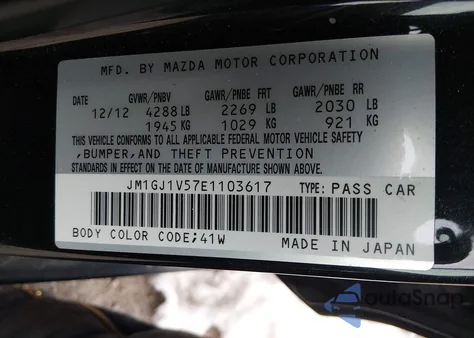 MFD. BY MAZDA MOTOR CORPORATION
DATE GVWR/PNBV GAWR/PNBE FRT GAWR/PNBE RR
12/12 4288 LB 2269 LB 2030 LB
1945 KG 1029 KG 921 KG
THIS VEHICLE CONFORMS TO ALL APPLICABLE FEDERAL MOTOR VEHICLE SAFETY
,BUMPER,AND THEFT PREVENTION
STANDARDS IN EFFECT ON THE DATE OF MANUFACTURE SHOWN ABOVE.
JM1GJ1V57E1103617 TYPE: PASS CAR
BODY COLOR CODE;41W MADE IN JAPAN
AutoSnap